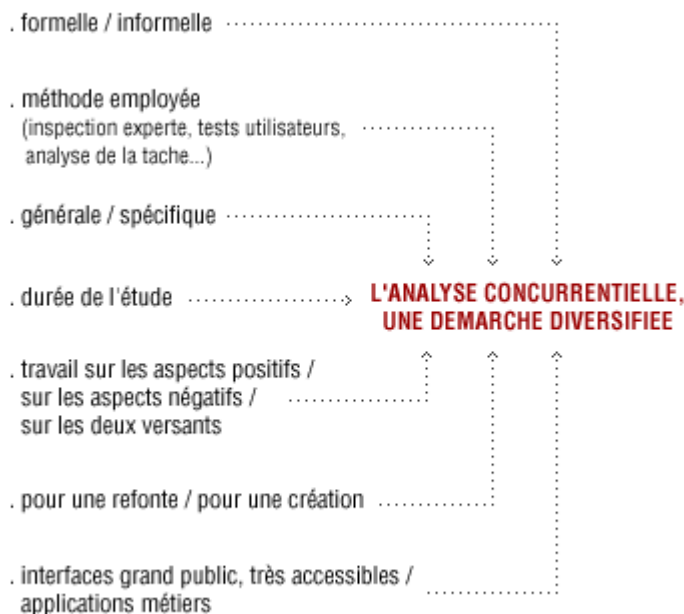 . formelle / informelle
. méthode employée
(inspection experte, tests utilisateurs,
analyse de la tache...)
. générale / spécifique
. durée de l'étude
L'ANALYSE CONCURRENTIELLE,
UNE DEMARCHE DIVERSIFIEE
. travail sur les aspects positifs /
sur les aspects négatifs /
sur les deux versants
. pour une refonte / pour une création
. interfaces grand public, très accessibles /
applications métiers